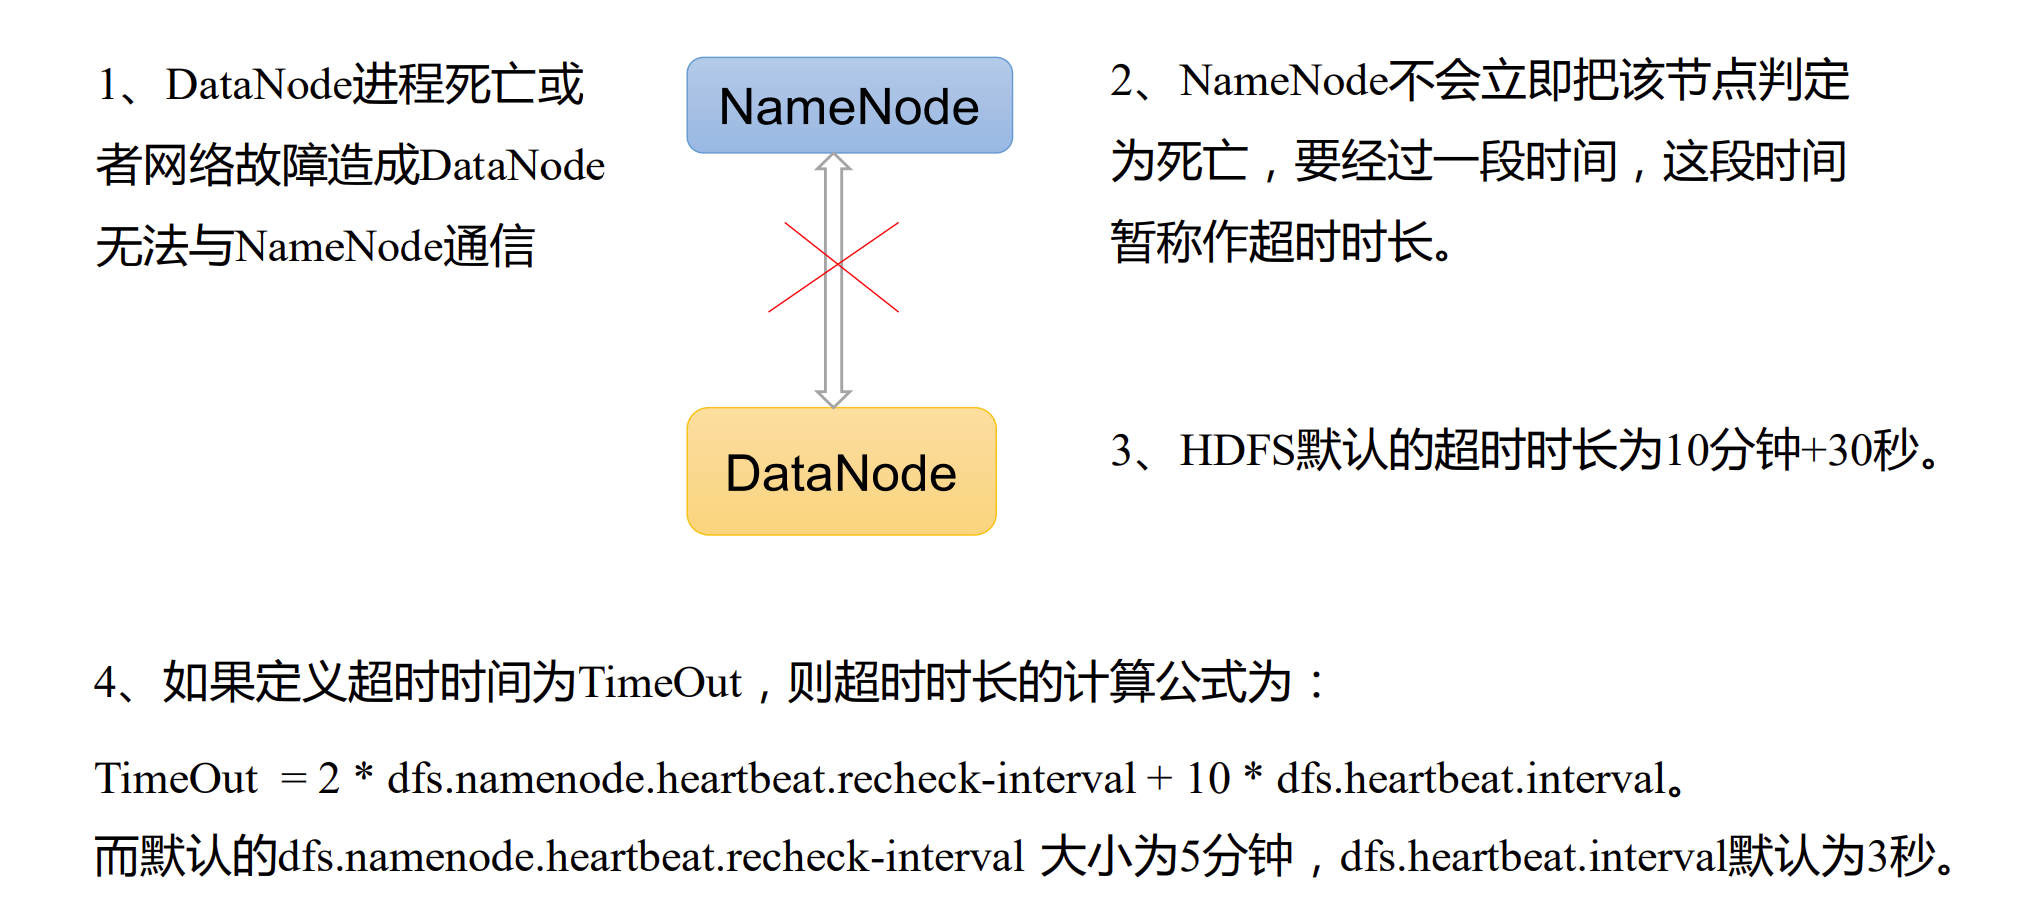 1、DataNode进程死亡或
者网络故障造成DataNode
无法与NameNode通信
NameNode
DataNode
2、NameNode不会立即把该节点判定
为死亡，要经过一段时间，这段时间
暂称作超时时长。
3、HDFS默认的超时时长为10分钟+30秒。
4、如果定义超时时间为TimeOut，则超时时长的计算公式为：
TimeOut  = 2 * dfs.namenode.heartbeat.recheck-interval + 10 * dfs.heartbeat.interval。
而默认的dfs.namenode.heartbeat.recheck-interval 大小为5分钟，dfs.heartbeat.interval默认为3秒。